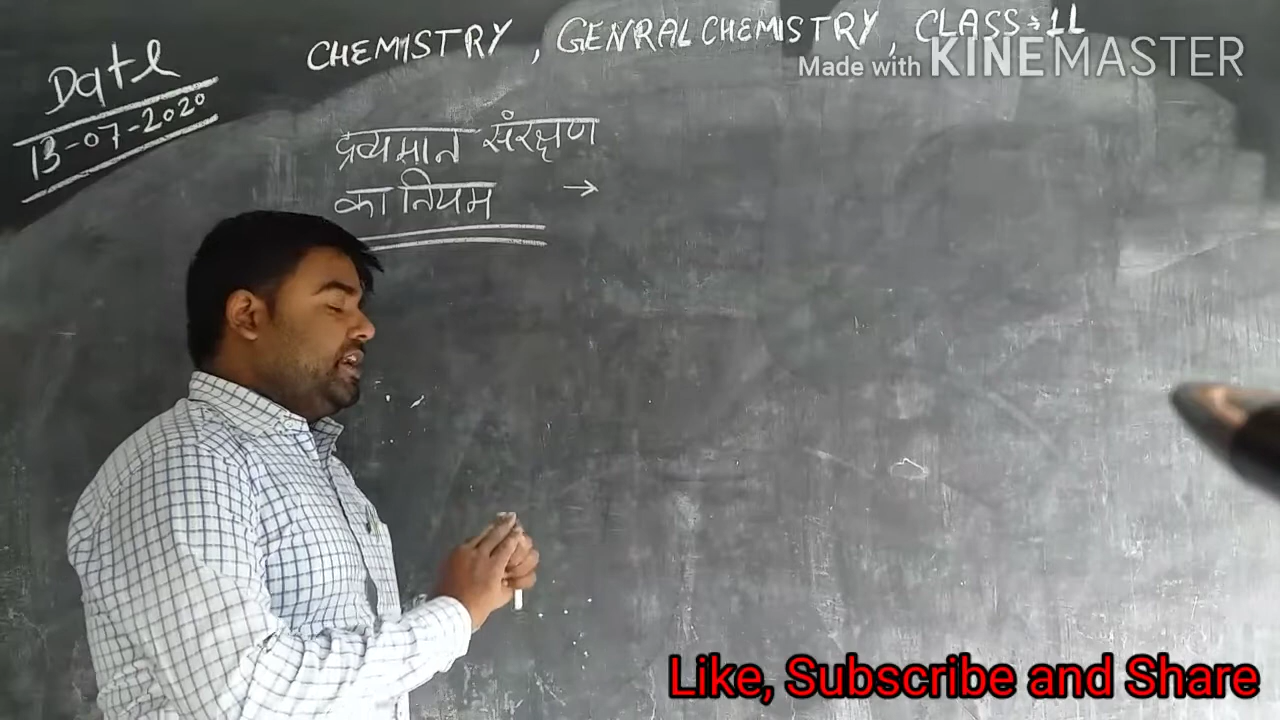 CHEMISTRY, GENRAL CHEMISTRY, CLASS:-11
Made with KINEMASTER
Date
13-07-2020
द्रव्यमान संरक्षण
का नियम →
Like, Subscribe and Share